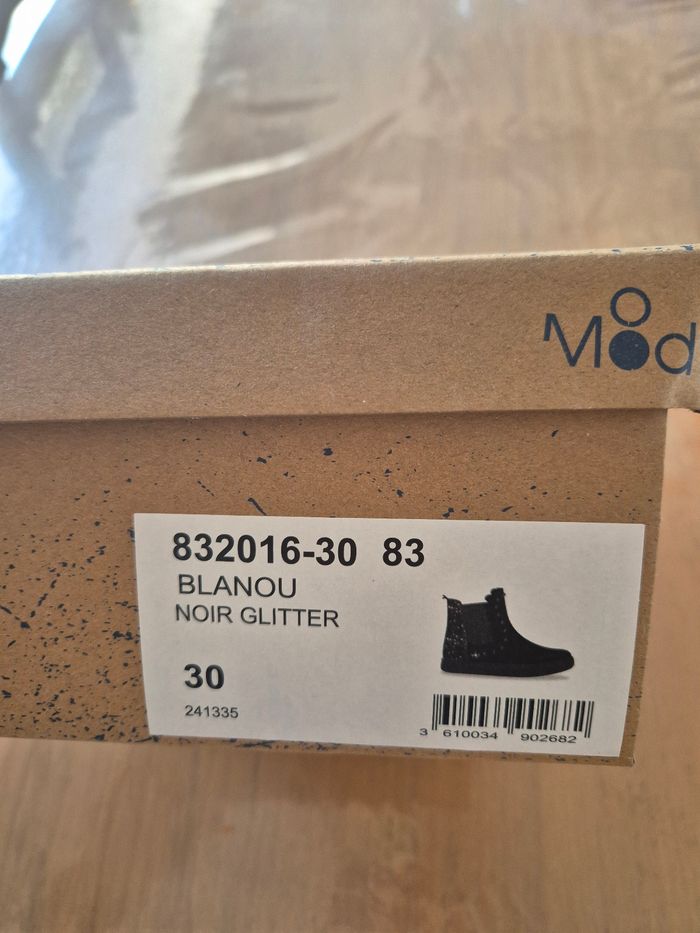 Mod
832016-30 83
BLANOU
NOIR GLITTER
30
241335
3 610034 902682